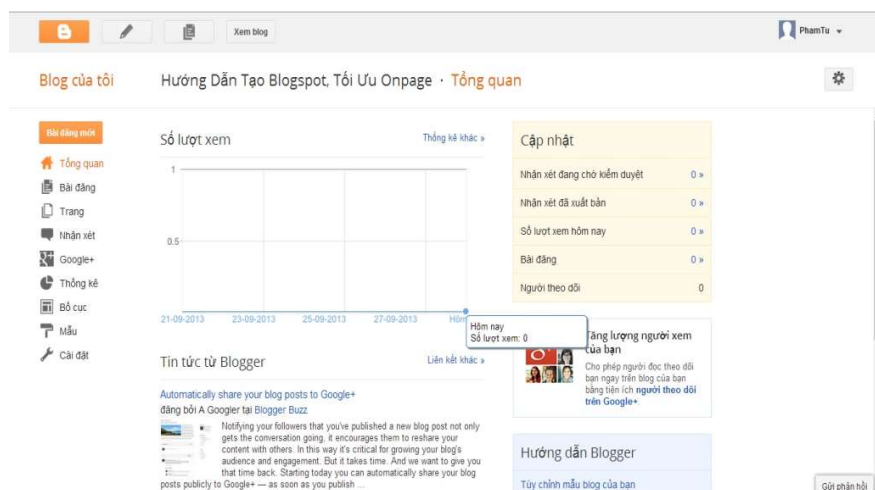 Xem blog
PhamTu
Blog của tôi
Hướng Dẫn Tạo Blogspot, Tối Ưu Onpage · Tổng quan
Bài đăng mới
Tổng quan
Bài đăng
Trang
Nhận xét
Google+
Thống kê
Bố cục
Mẫu
Cài đặt
Số lượt xem
Thống kê khác »
1
0.5
21-09-2013 23-09-2013 25-09-2013 27-09-2013
Hôm nay
Số lượt xem: 0
Tin tức từ Blogger
Liên kết khác »
Automatically share your blog posts to Google+
đăng bởi A Googler tại Blogger Buzz
Notifying your followers that you've published a new blog post not only
gets the conversation going, it encourages them to reshare your
content with others. In this way it's critical for growing your blog's
audience and engagement. But it takes time. And we want to give you
that time back. Starting today you can automatically share your blog
posts publicly to Google+ — as soon as you publish ...
Cập nhật
Nhận xét đang chờ kiểm duyệt 0 »
Nhận xét đã xuất bản 0 »
Số lượt xem hôm nay 0 »
Bài đăng 0 »
Người theo dõi 0
Tăng lượng người xem
của bạn
Cho phép người đọc theo dõi
bạn ngay trên blog của bạn
bằng tiện ích người theo dõi
trên Google+.
Hướng dẫn Blogger
Tùy chỉnh mẫu blog của bạn
Gửi phản hồi